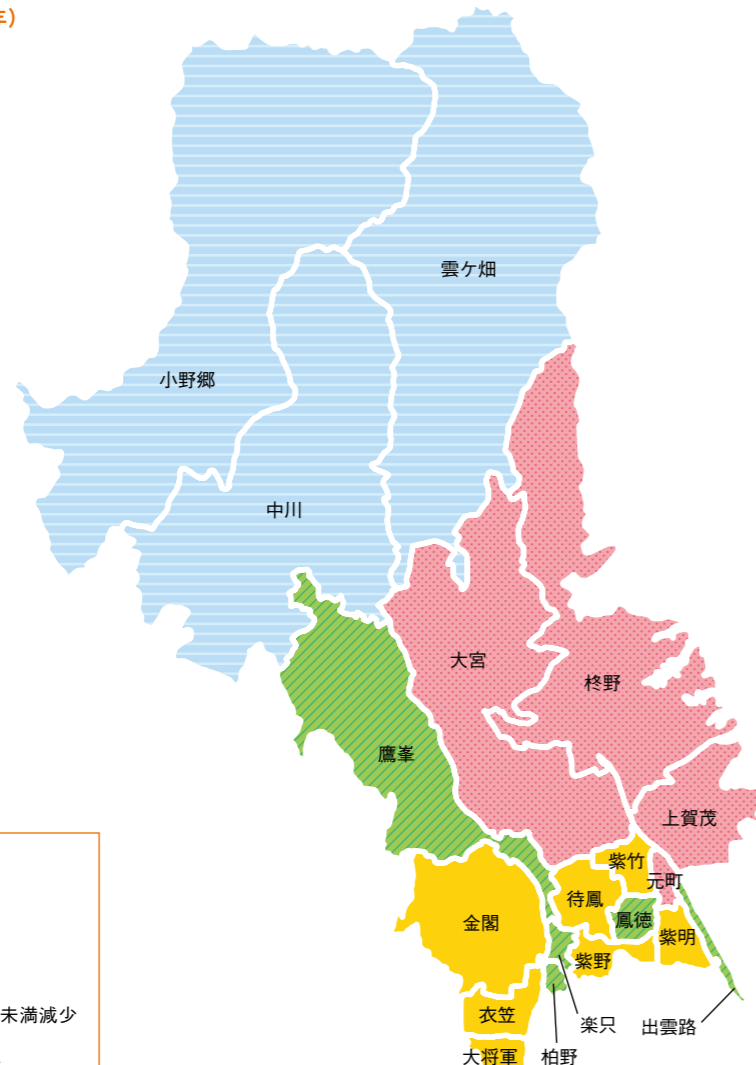 年)
雲ケ畑
小野郷
中川
大宮
柊野
鷹峯
上賀茂
紫竹
元町
待鳳
鳳徳
金閣
紫明
紫野
衣笠
楽只
出雲路
大将軍
柏野
未満減少